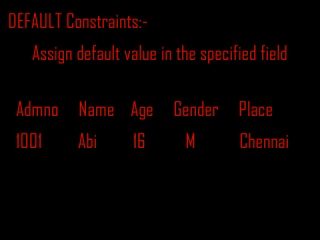 DEFAULT Constraints:-
Assign default value in the specified field
Admno Name Age Gender Place
1001 Abi 16 M Chennai